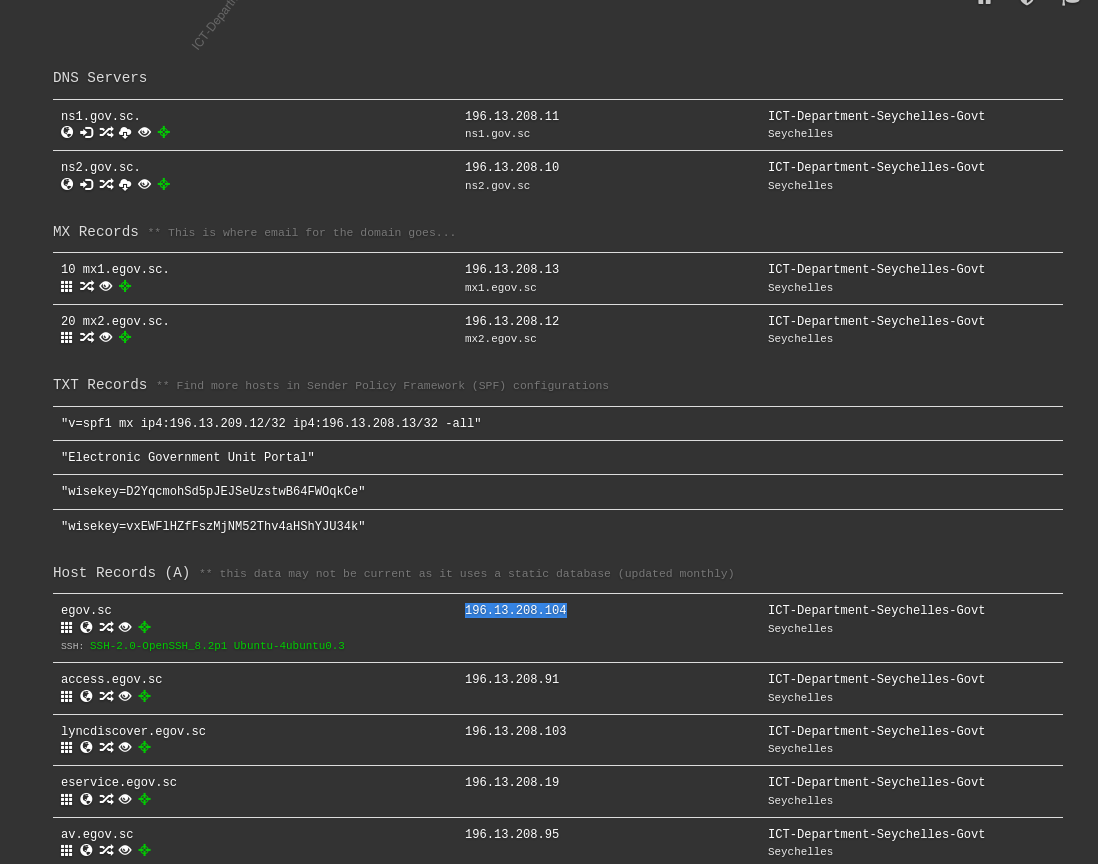 ICT-Departm
DNS Servers
ns1.gov.sc. 196.13.208.11 ICT-Department-Seychelles-Govt
ns1.gov.sc Seychelles
ns2.gov.sc. 196.13.208.10 ICT-Department-Seychelles-Govt
ns2.gov.sc Seychelles
MX Records ** This is where email for the domain goes...
10 mx1.egov.sc. 196.13.208.13 ICT-Department-Seychelles-Govt
mx1.egov.sc Seychelles
20 mx2.egov.sc. 196.13.208.12 ICT-Department-Seychelles-Govt
mx2.egov.sc Seychelles
TXT Records ** Find more hosts in Sender Policy Framework (SPF) configurations
"v=spf1 mx ip4:196.13.209.12/32 ip4:196.13.208.13/32 -all"
"Electronic Government Unit Portal"
"wisekey=D2YqcmohSd5pJEJSeUzstwB64FWOqkCe"
"wisekey=vxEWFlHZfFszMjNM52Thv4aHShYJU34k"
Host Records (A) ** this data may not be current as it uses a static database (updated monthly)
egov.sc 196.13.208.104 ICT-Department-Seychelles-Govt
Seychelles
SSH: SSH-2.0-OpenSSH_8.2p1 Ubuntu-4ubuntu0.3
access.egov.sc 196.13.208.91 ICT-Department-Seychelles-Govt
Seychelles
lyncdiscover.egov.sc 196.13.208.103 ICT-Department-Seychelles-Govt
Seychelles
eservice.egov.sc 196.13.208.19 ICT-Department-Seychelles-Govt
Seychelles
av.egov.sc 196.13.208.95 ICT-Department-Seychelles-Govt
Seychelles